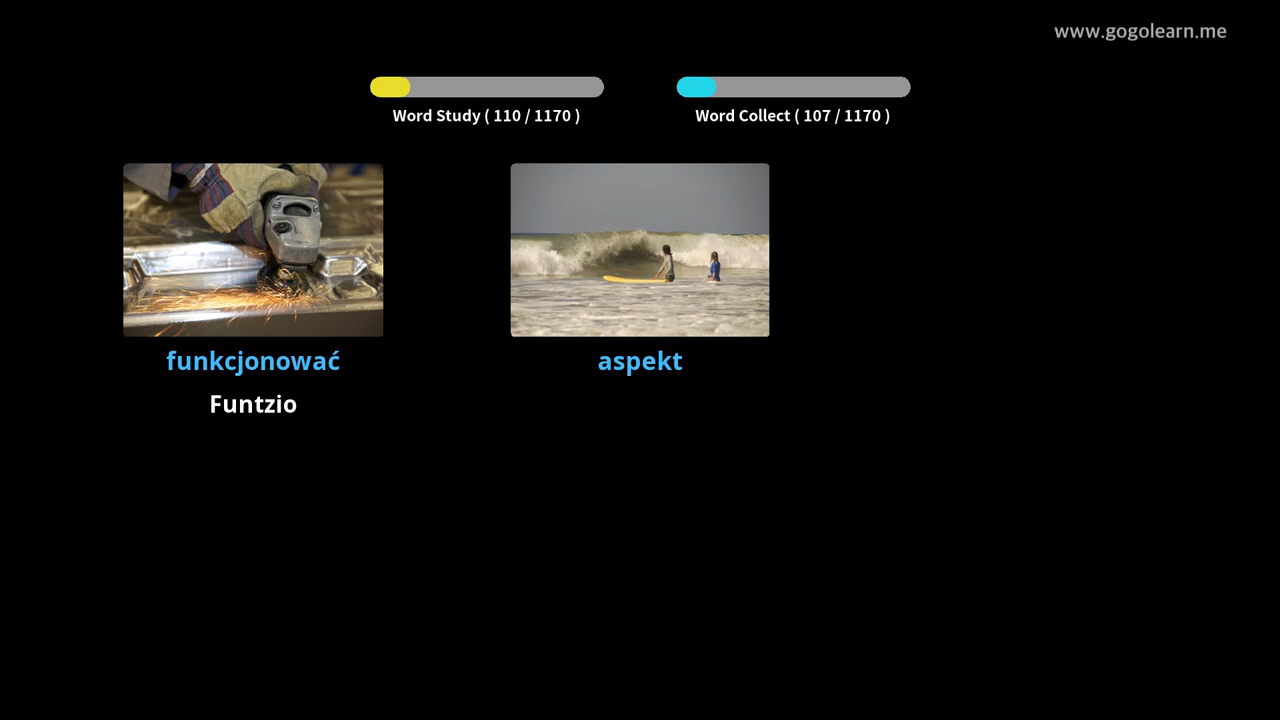 www.gogolearn.me
Word Study ( 110 / 1170 )
Word Collect ( 107 / 1170 )
funkcjonować
aspekt
Funtzio